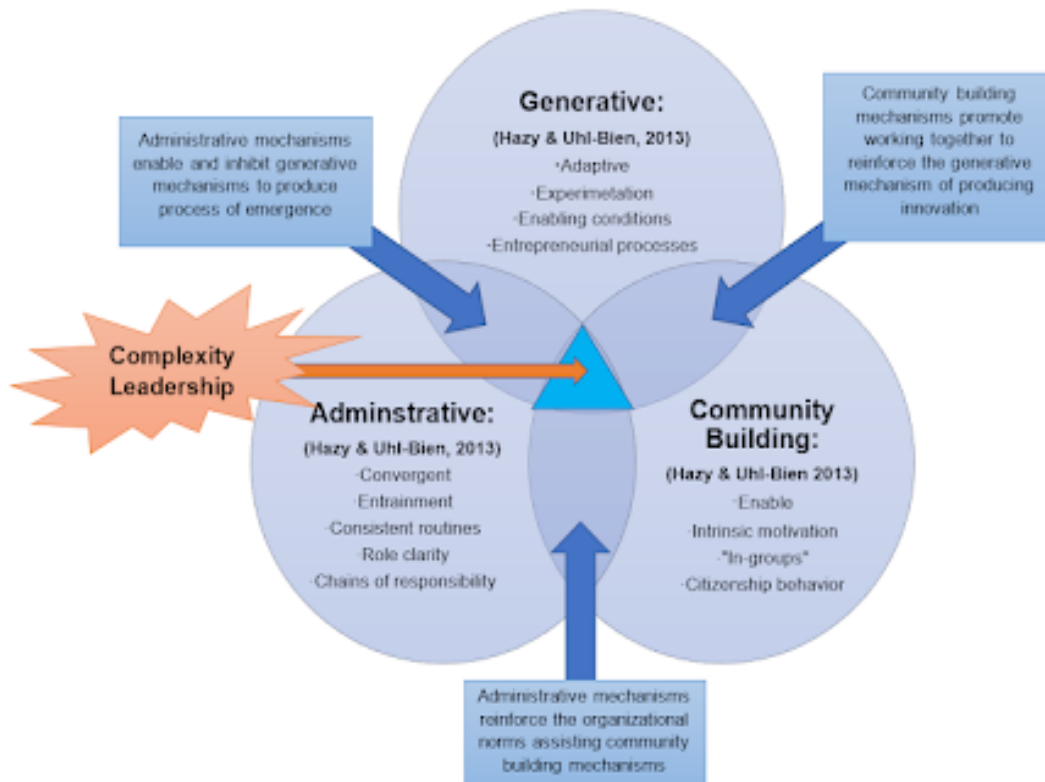 Generative:
(Hazy & Uhl-Bien, 2013)
·Adaptive
·Experimetation
·Enabling conditions
·Entrepreneurial processes
Administrative mechanisms
enable and inhibit generative
mechanisms to produce
process of emergence
Community building
mechanisms promote
working together to
reinforce the generative
mechanism of producing
innovation
Complexity
Leadership
Adminstrative:
(Hazy & Uhl-Bien, 2013)
·Convergent
·Entrainment
·Consistent routines
·Role clarity
·Chains of responsibility
Community
Building:
(Hazy & Uhl-Bien 2013)
·Enable
·Intrinsic motivation
·"In-groups"
·Citizenship behavior
Administrative mechanisms
reinforce the organizational
norms assisting community
building mechanisms